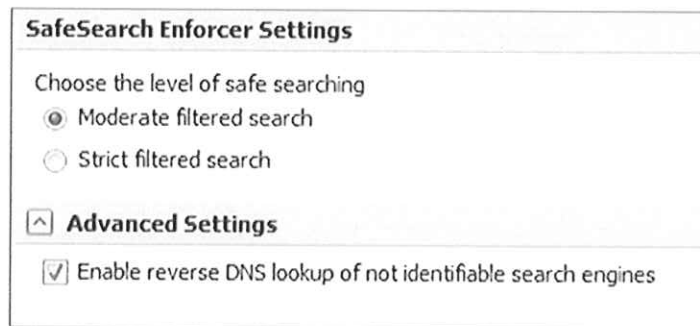 SafeSearch Enforcer Settings
Choose the level of safe searching
Moderate filtered search
Strict filtered search
Advanced Settings
Enable reverse DNS lookup of not identifiable search engines